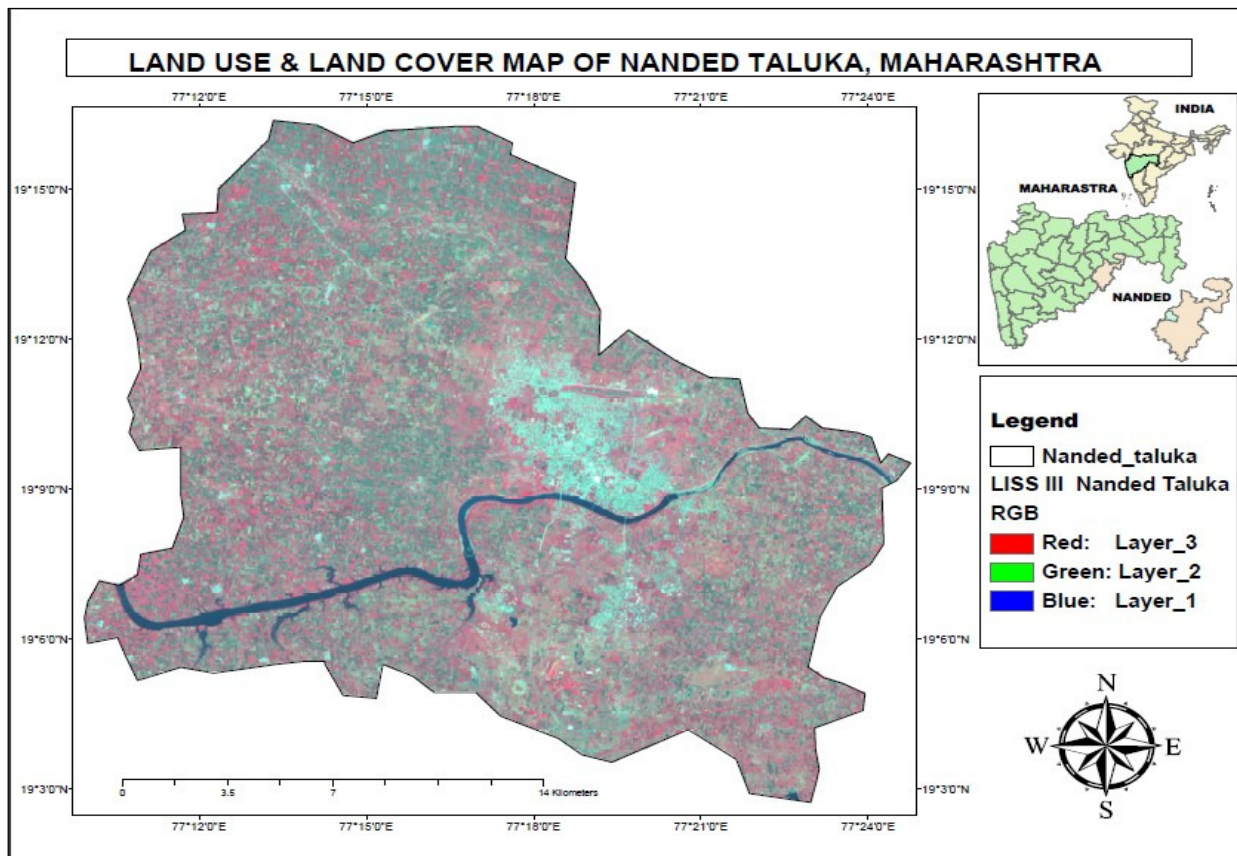 LAND USE & LAND COVER MAP OF NANDED TALUKA, MAHARASHTRA
77°12'0"E 77°15'0"E 77°18'0"E 77°21'0"E 77°24'0"E
19°15'0"N 19°15'0"N
19°12'0"N 19°12'0"N
19°9'0"N 19°9'0"N
19°6'0"N 19°6'0"N
19°3'0"N 19°3'0"N
0 3.5 7 14 Kilometers
77°12'0"E 77°15'0"E 77°18'0"E 77°21'0"E 77°24'0"E
INDIA
MAHARASTRA
NANDED
Legend
Nanded_taluka
LISS III Nanded Taluka
RGB
Red: Layer_3
Green: Layer_2
Blue: Layer_1
N
W E
S